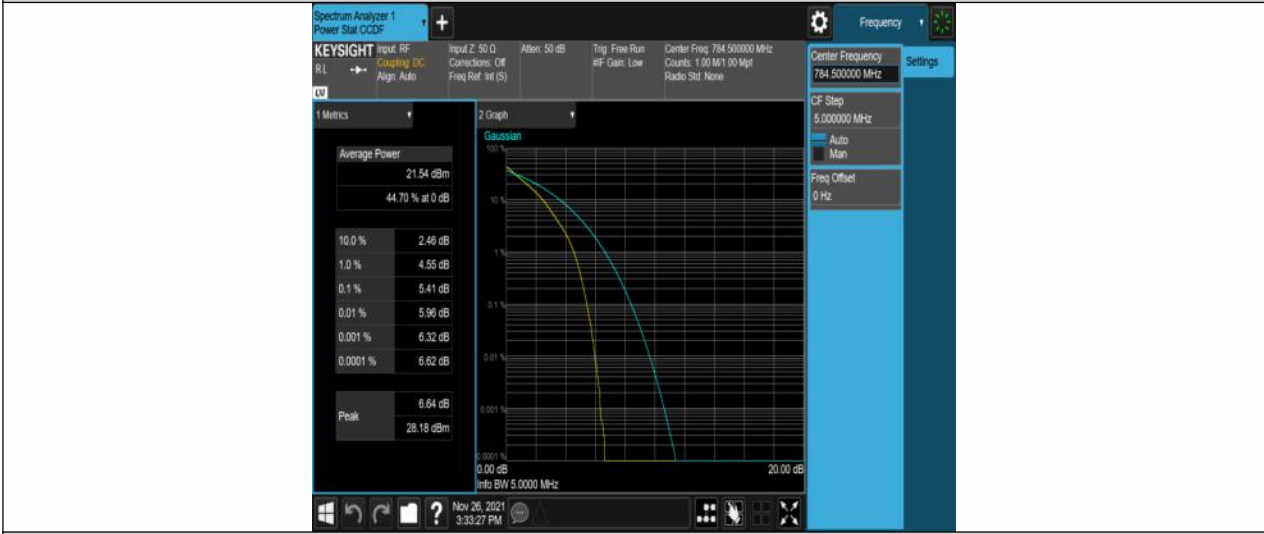 Spectrum Analyzer 1
Power Stat CCDF
+
Frequency
KEYSIGHT
R L
LV
Input: RF
Coupling: DC
Align: Auto
Input Z: 50 Ω
Corrections: Off
Freq Ref: Int (S)
Atten: 50 dB
Trig: Free Run
#IF Gain: Low
Center Freq: 784.500000 MHz
Counts: 1.00 M/1.00 Mpt
Radio Std: None
Center Frequency
784.500000 MHz
Settings
CF Step
5.000000 MHz
Auto
Man
Freq Offset
0 Hz
1 Metrics
Average Power
21.54 dBm
44.70 % at 0 dB
10.0 % 2.46 dB
1.0 % 4.55 dB
0.1 % 5.41 dB
0.01 % 5.96 dB
0.001 % 6.32 dB
0.0001 % 6.62 dB
Peak
6.64 dB
28.18 dBm
2 Graph
Gaussian
100 %
10 %
1 %
0.1 %
0.01 %
0.001 %
0.0001 %
0.00 dB 20.00 dB
Info BW 5.0000 MHz
?
Nov 26, 2021
3:33:27 PM